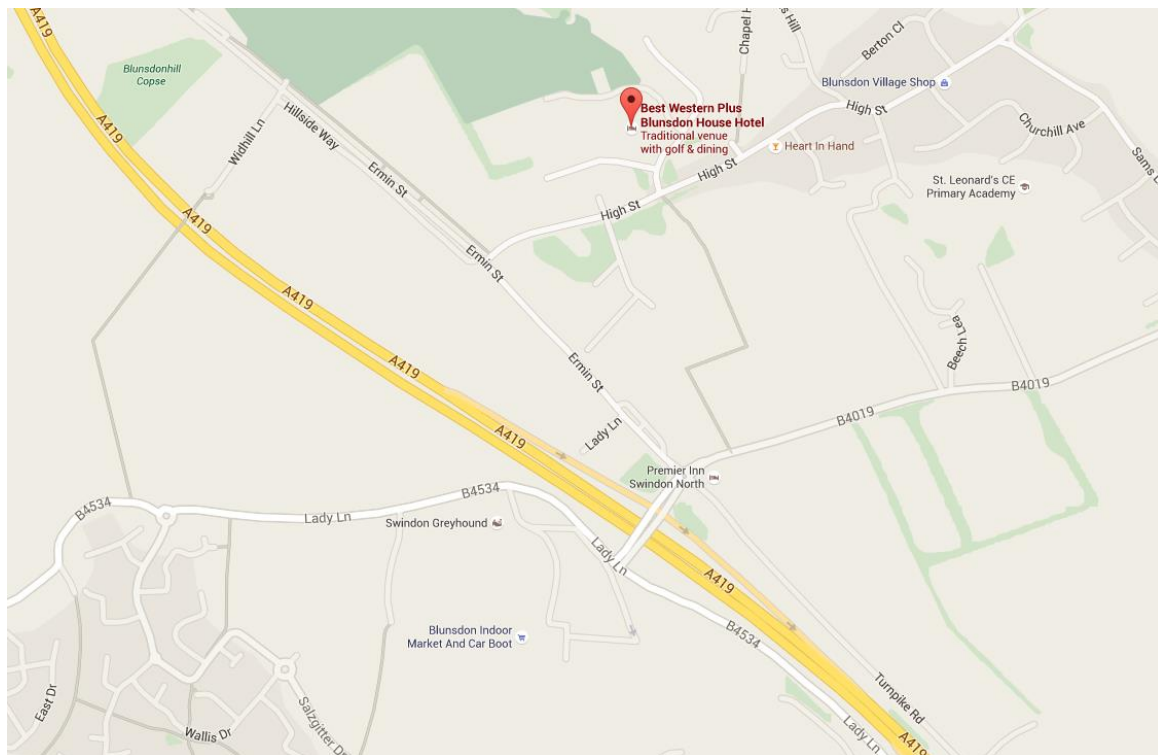 A419
Blunsdonhill
Copse
A419
Hillside Way
Widhill Ln
Ermin St
A419
Ermin St
A419
A419
Ermin St
A419
Lady Ln
Chapel
Hill
Berton Cl
Blunsdon Village Shop
High St
Best Western Plus
Blunsdon House Hotel
Traditional venue
with golf & dining
Heart In Hand
High St
High St
Churchill Ave
Sams
St. Leonard's CE
Primary Academy
Beech Lea
B4019
B4019
Premier Inn
Swindon North
B4534
B4534
Lady Ln
Swindon Greyhound
Lady Ln
A419
Blunsdon Indoor
Market And Car Boot
B4534
Turnpike Rd
Lady Ln
A419
East Dr
Wallis Dr
Salzgitter Dr